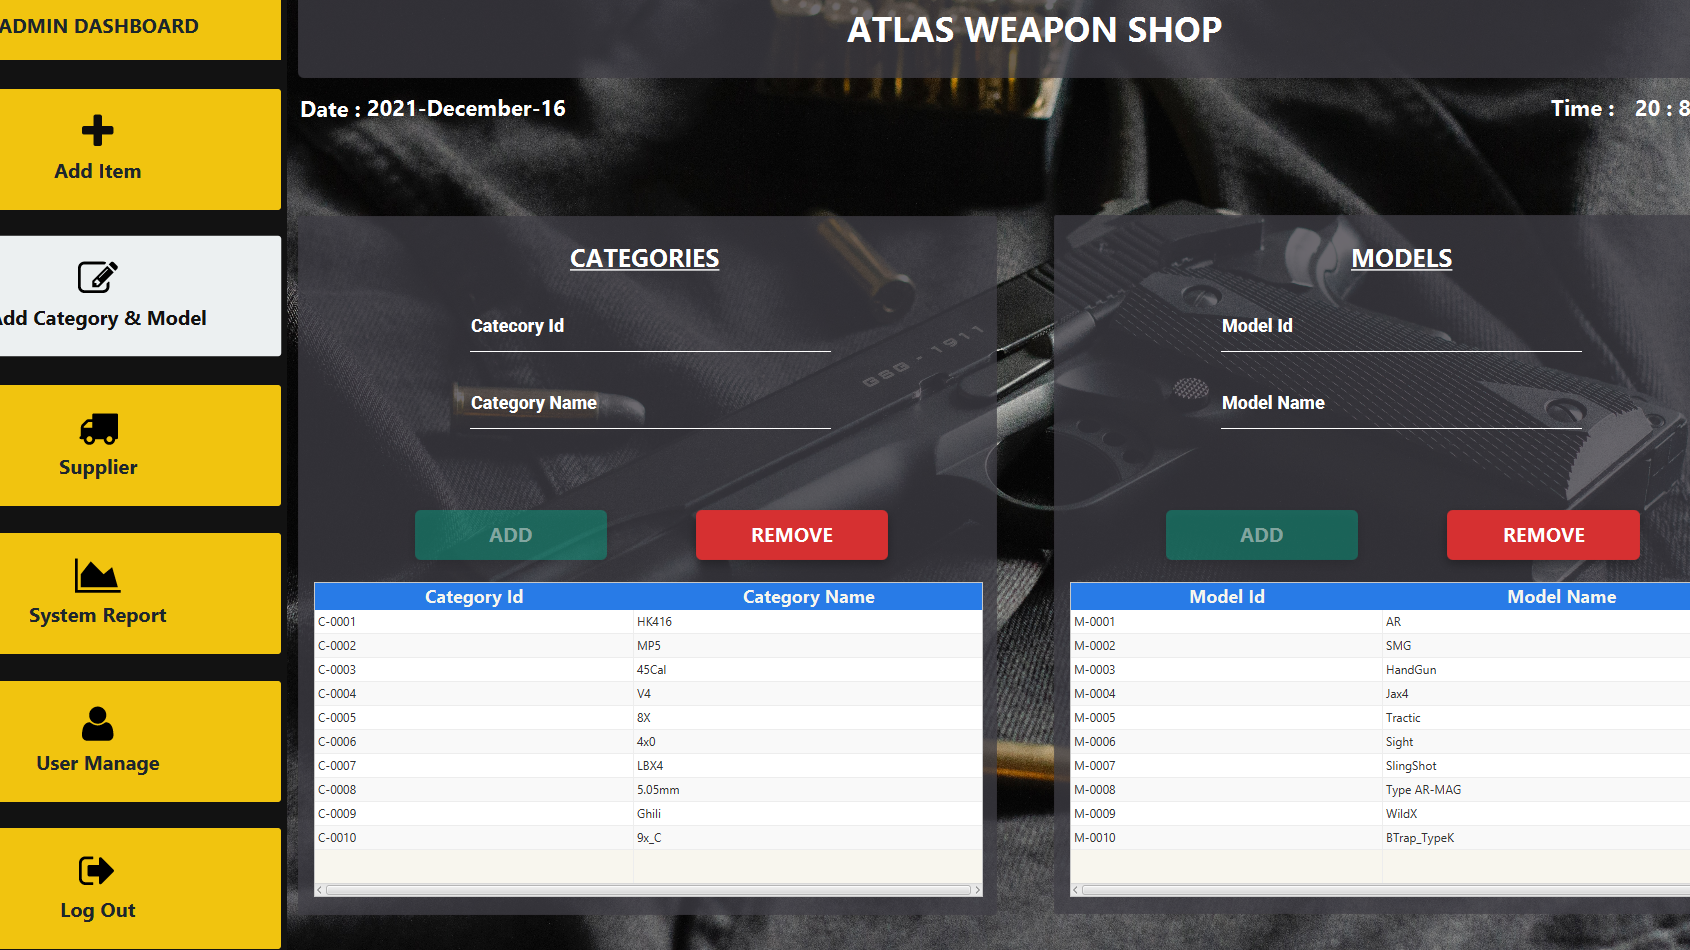 ADMIN DASHBOARD
ATLAS WEAPON SHOP
Date : 2021-December-16
Time : 20 : 8
Add Item
Add Category & Model
Supplier
System Report
User Manage
Log Out
CATEGORIES
Catecory Id
Category Name
ADD
REMOVE
Category Id Category Name
C-0001 HK416
C-0002 MP5
C-0003 45Cal
C-0004 V4
C-0005 8X
C-0006 4x0
C-0007 LBX4
C-0008 5.05mm
C-0009 Ghili
C-0010 9x_C
MODELS
Model Id
Model Name
ADD
REMOVE
Model Id Model Name
M-0001 AR
M-0002 SMG
M-0003 HandGun
M-0004 Jax4
M-0005 Tractic
M-0006 Sight
M-0007 SlingShot
M-0008 Type AR-MAG
M-0009 WildX
M-0010 BTrap_TypeK
GSG - 1911